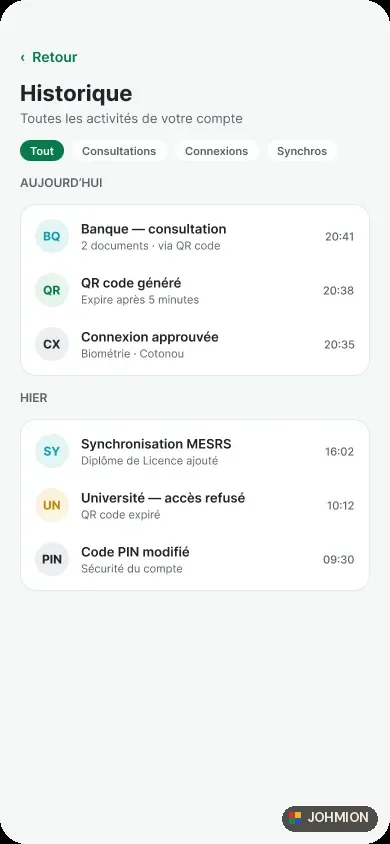 ‹ Retour
Historique
Toutes les activités de votre compte
Tout Consultations Connexions Synchros
AUJOURD'HUI
BQ Banque — consultation 20:41
2 documents · via QR code
QR QR code généré 20:38
Expire après 5 minutes
CX Connexion approuvée 20:35
Biométrie · Cotonou
HIER
SY Synchronisation MESRS 16:02
Diplôme de Licence ajouté
UN Université — accès refusé 10:12
QR code expiré
PIN Code PIN modifié 09:30
Sécurité du compte
JOHMION